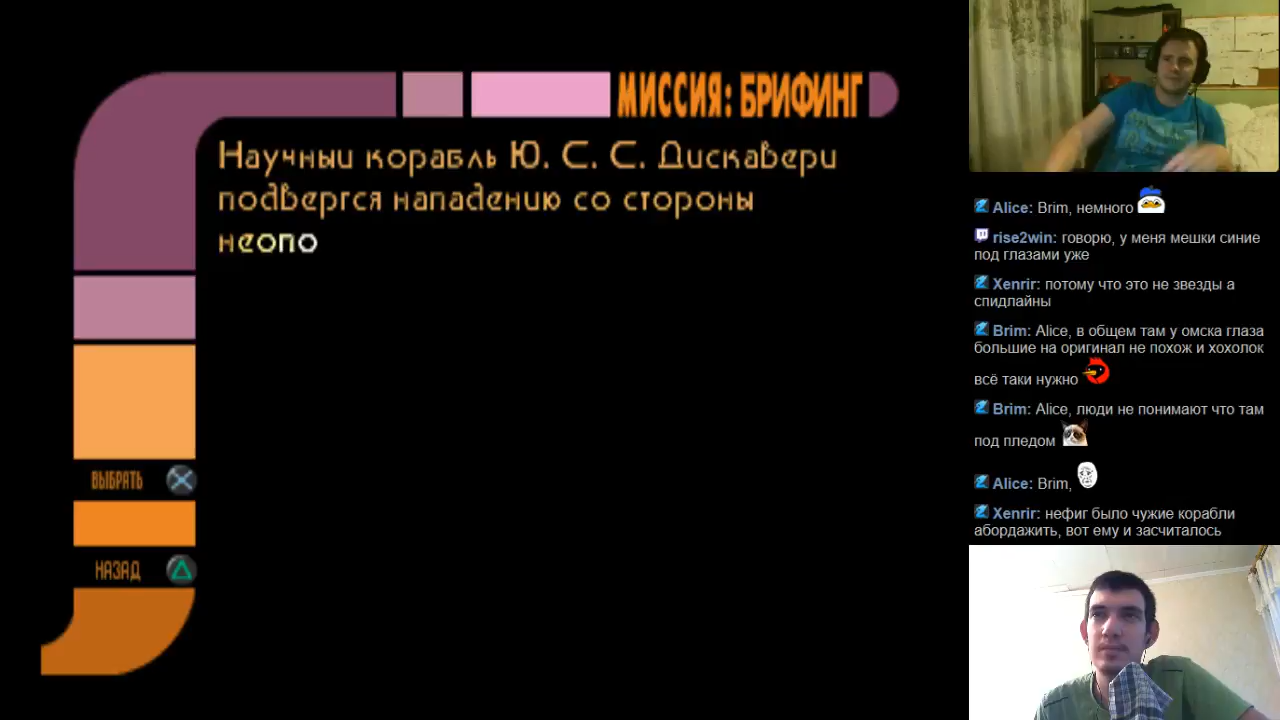 МИССИЯ: БРИФИНГ
Научныи корабль Ю. С. С. Дискавери
подвергся нападению со стороны
неопо
ВЫБРАТЬ
НАЗАД
Alice: Brim, немного
rise2win: говорю, у меня мешки синие
под глазами уже
Xenrir: потому что это не звезды а
спидлайны
Brim: Alice, в общем там у омска глаза
большие на оригинал не похож и хохолок
всё таки нужно
Brim: Alice, люди не понимают что там
под пледом
Alice: Brim,
Xenrir: нефиг было чужие корабли
абордажить, вот ему и засчиталось